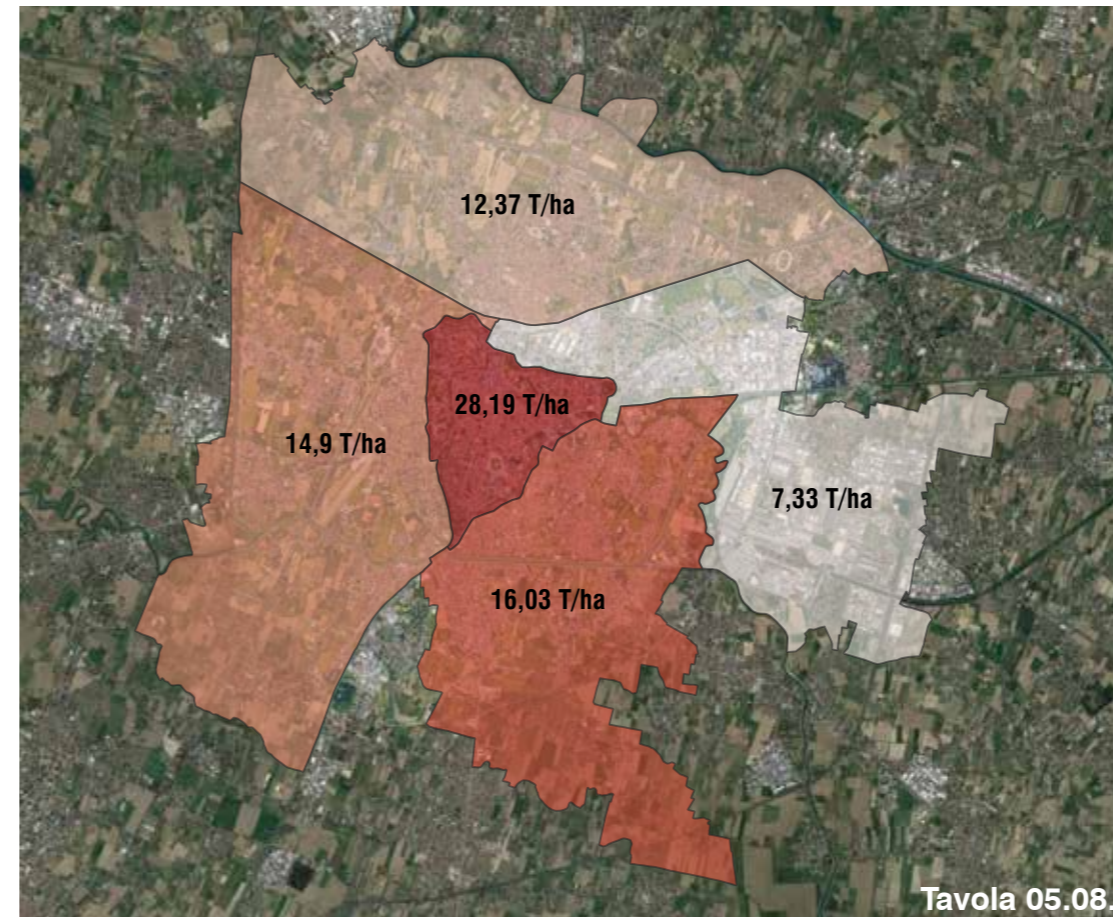 12,37 T/ha
28,19 T/ha
14,9 T/ha
7,33 T/ha
16,03 T/ha
Tavola 05.08.